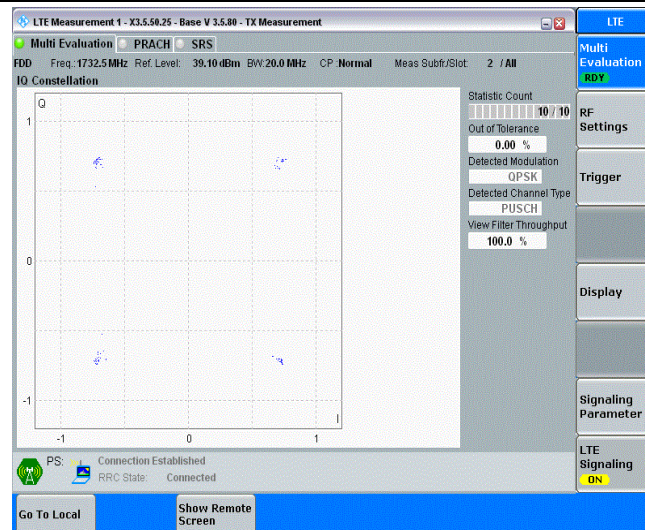 LTE Measurement 1 - X3.5.50.25 - Base V 3.5.80 - TX Measurement
LTE
Multi Evaluation PRACH SRS
Multi
Evaluation
RDY
FDD Freq.: 1732.5 MHz Ref. Level: 39.10 dBm BW: 20.0 MHz CP : Normal Meas Subfr/Slot: 2 / All
IQ Constellation
Q
1
0
-1
-1
0
1
I
Statistic Count
10 / 10
Out of Tolerance
0.00 %
Detected Modulation
QPSK
Detected Channel Type
PUSCH
View Filter Throughput
100.0 %
RF
Settings
Trigger
Display
Signaling
Parameter
LTE
Signaling
ON
PS: Connection Established
RRC State: Connected
Go To Local
Show Remote
Screen